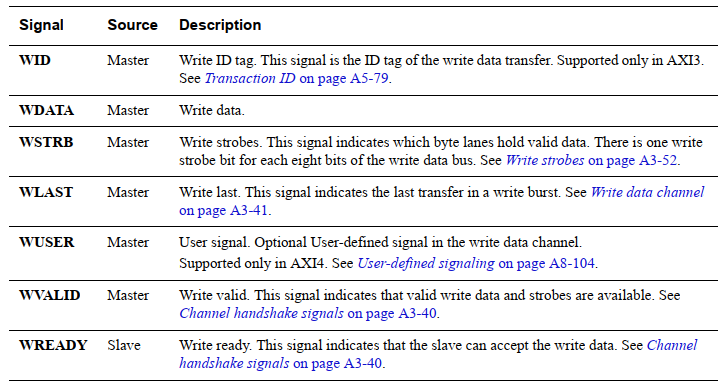 Signal Source Description
WID Master Write ID tag. This signal is the ID tag of the write data transfer. Supported only in AXI3.
See Transaction ID on page A5-79.
WDATA Master Write data.
WSTRB Master Write strobes. This signal indicates which byte lanes hold valid data. There is one write
strobe bit for each eight bits of the write data bus. See Write strobes on page A3-52.
WLAST Master Write last. This signal indicates the last transfer in a write burst. See Write data channel
on page A3-41.
WUSER Master User signal. Optional User-defined signal in the write data channel.
Supported only in AXI4. See User-defined signaling on page A8-104.
WVALID Master Write valid. This signal indicates that valid write data and strobes are available. See
Channel handshake signals on page A3-40.
WREADY Slave Write ready. This signal indicates that the slave can accept the write data. See Channel
handshake signals on page A3-40.